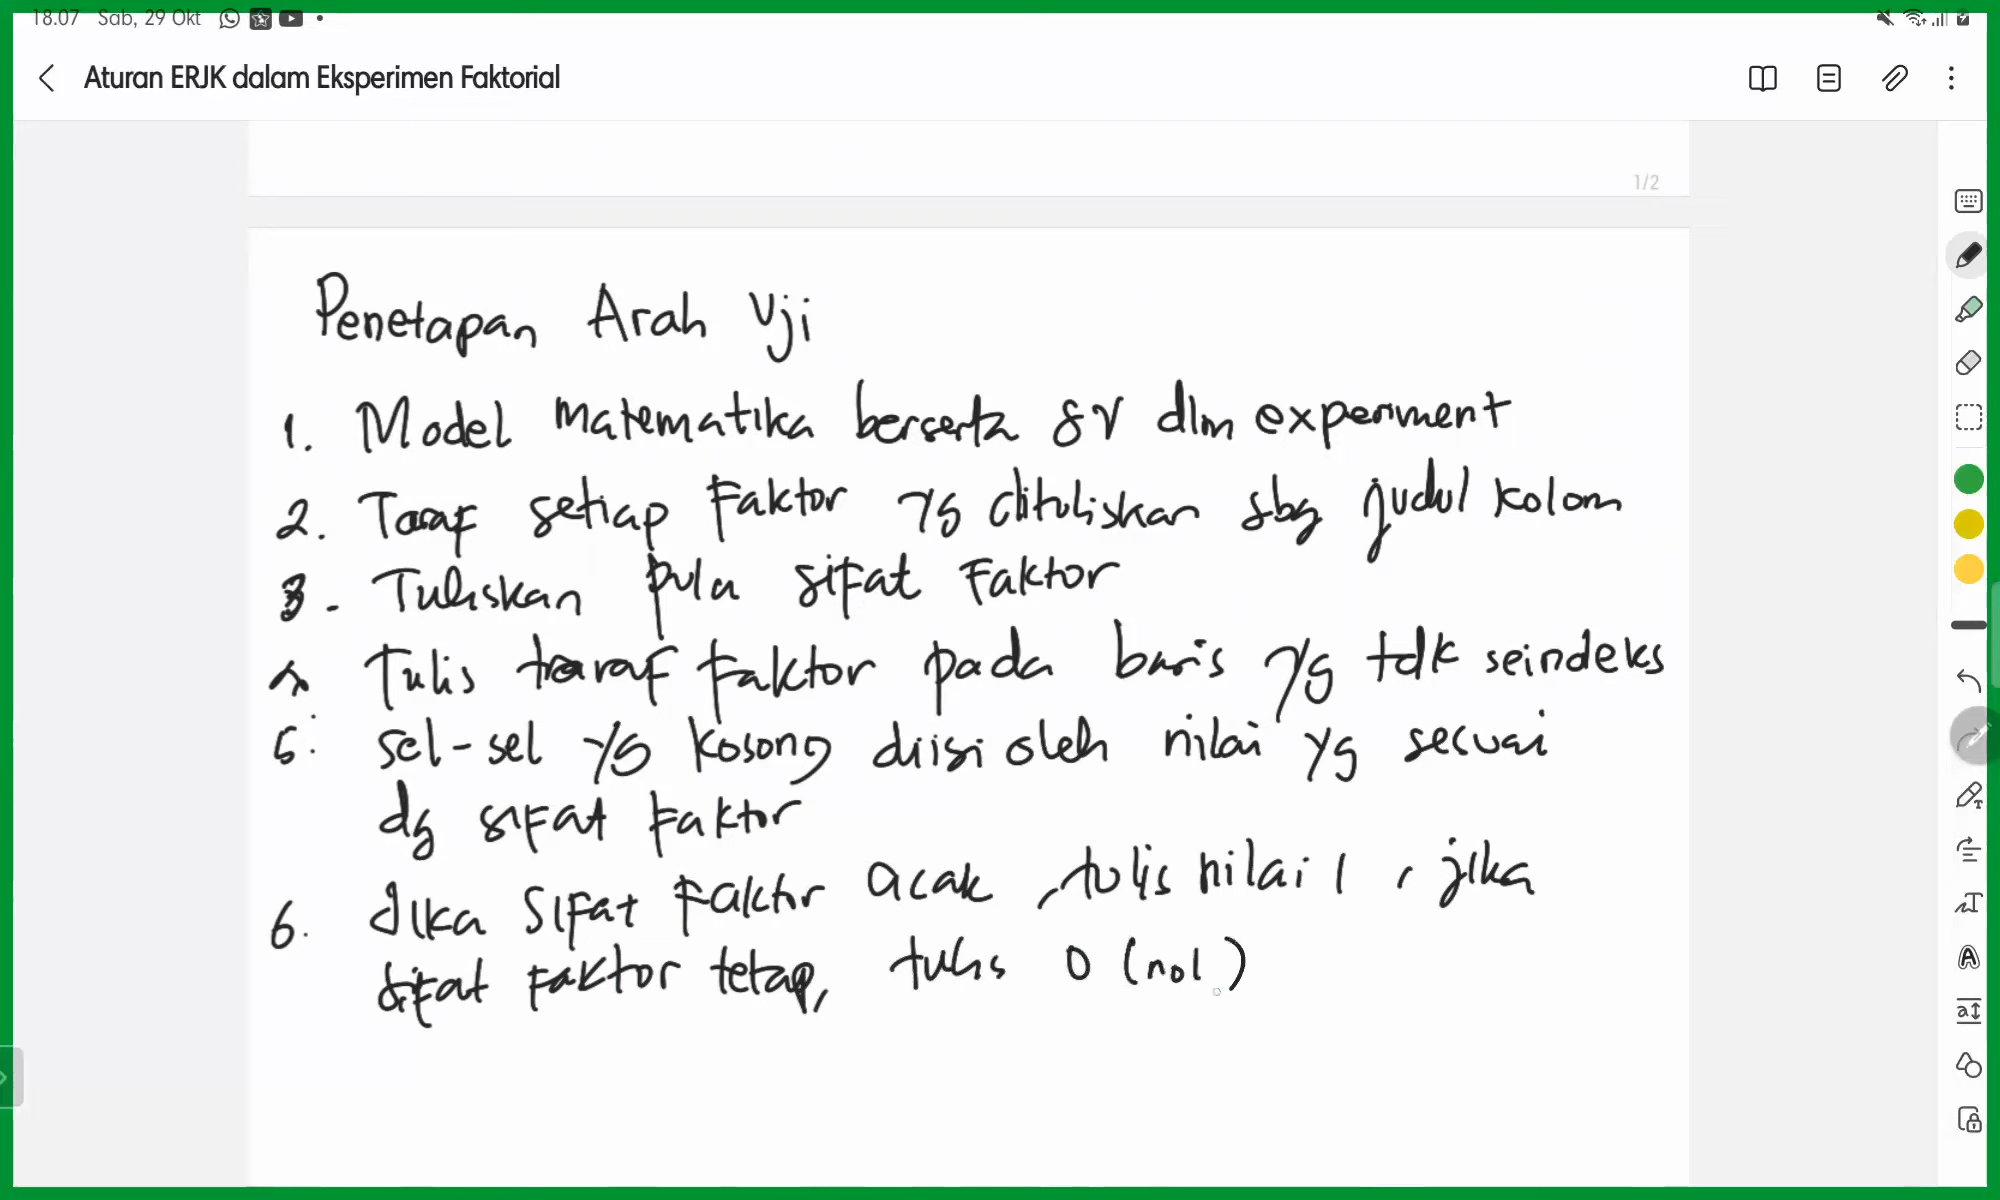 18.07 Sab, 29 Okt
Aturan ERJK dalam Eksperimen Faktorial
1/2
Penetapan Arah Uji
1. Model matematika berserta SV dlm experiment
2. Taraf setiap Faktor yg dituliskan sbg judul kolom
3. Tuliskan pula sifat Faktor
4. Tulis taraf faktor pada baris yg tdk seindeks
5. sel-sel yg kosong diisi oleh nilai yg sesuai
dg sifat faktor
6. Jika Sifat Faktor acak, tulis nilai 1, jika
sifat faktor tetap, tulis 0 (nol)